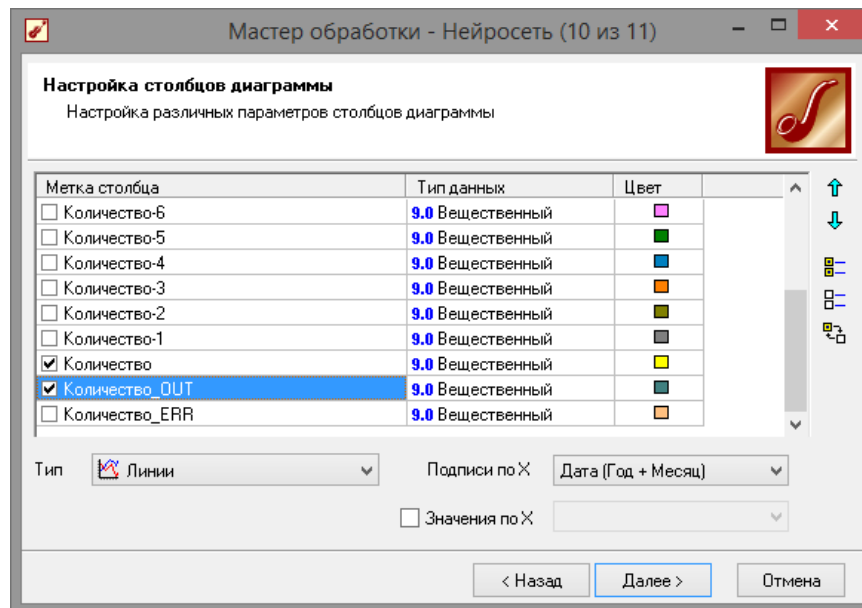 Мастер обработки - Нейросеть (10 из 11)
Настройка столбцов диаграммы
Настройка различных параметров столбцов диаграммы
Метка столбца Тип данных Цвет
Количество-6 9.0 Вещественный
Количество-5 9.0 Вещественный
Количество-4 9.0 Вещественный
Количество-3 9.0 Вещественный
Количество-2 9.0 Вещественный
Количество-1 9.0 Вещественный
Количество 9.0 Вещественный
Количество_OUT 9.0 Вещественный
Количество_ERR 9.0 Вещественный
Тип Линии Подписи по X Дата (Год + Месяц)
Значения по X
< Назад Далее > Отмена